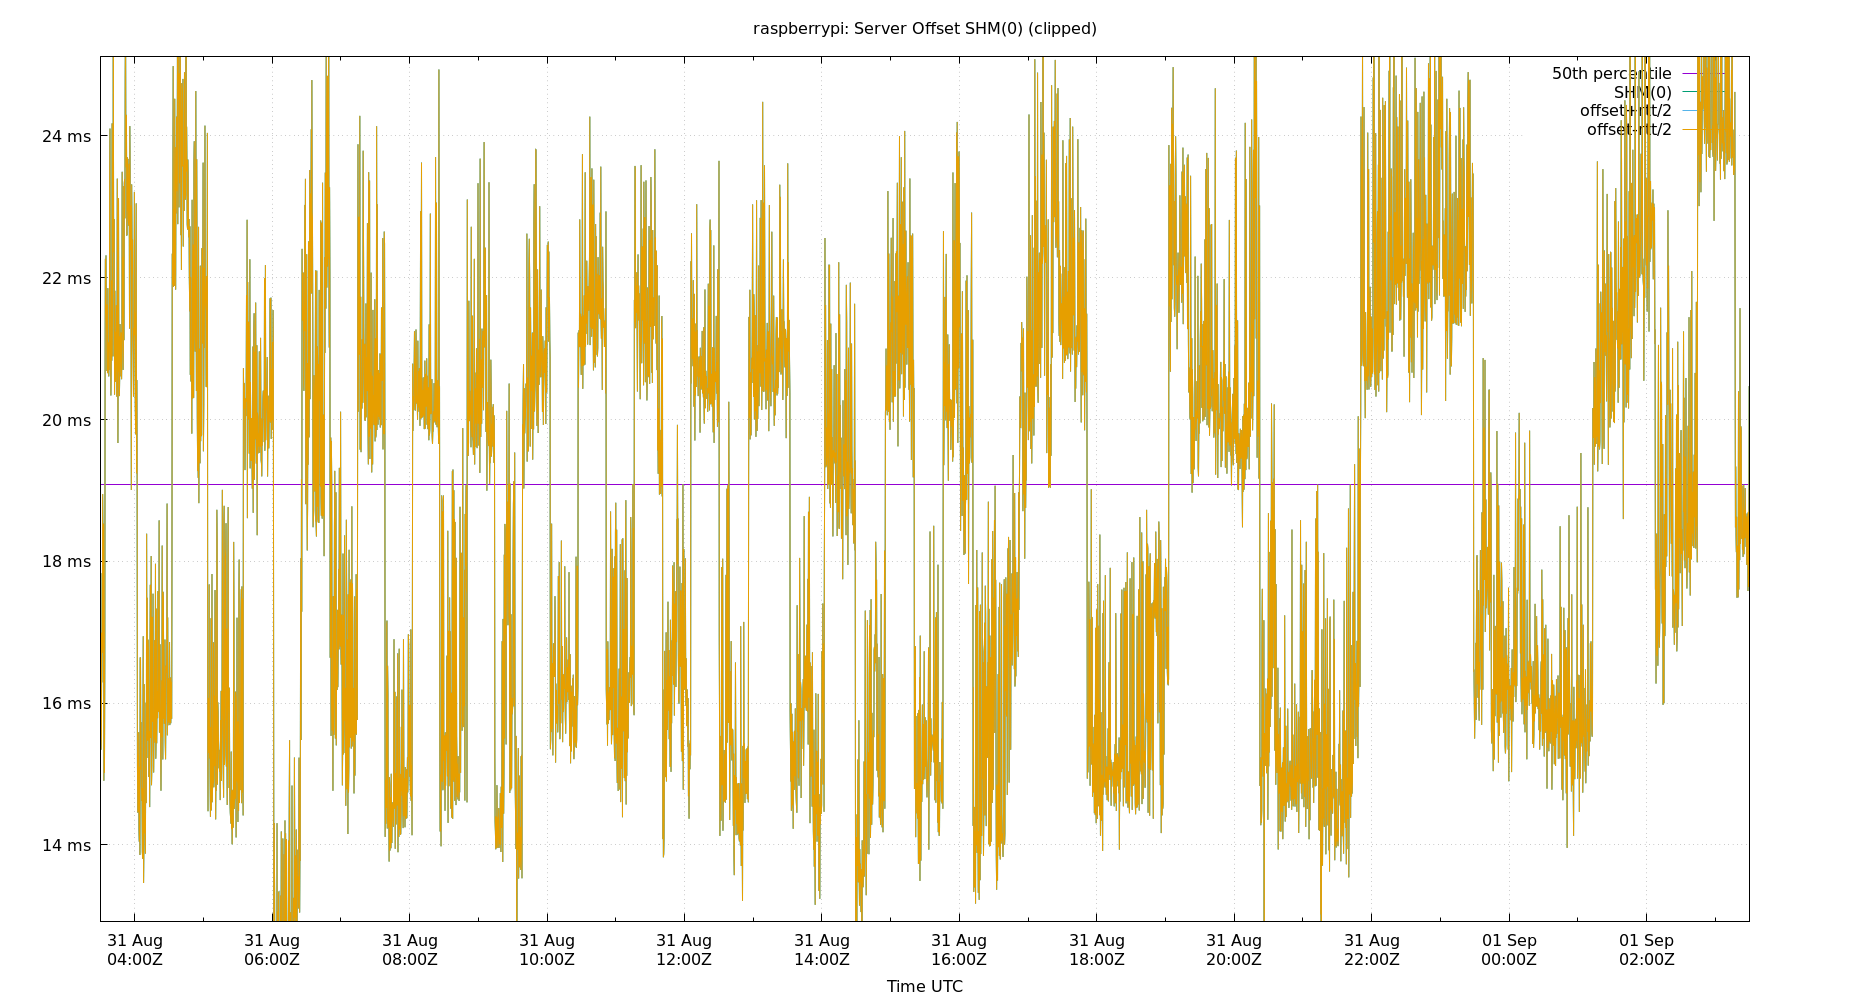 raspberrypi: Server Offset SHM(0) (clipped)
50th percentile
SHM(0)
offset+rtt/2
offset-rtt/2
24 ms
22 ms
20 ms
18 ms
16 ms
14 ms
31 Aug 31 Aug 31 Aug 31 Aug 31 Aug 31 Aug 31 Aug 31 Aug 31 Aug 31 Aug 01 Sep 01 Sep
04:00Z 06:00Z 08:00Z 10:00Z 12:00Z 14:00Z 16:00Z 18:00Z 20:00Z 22:00Z 00:00Z 02:00Z
Time UTC